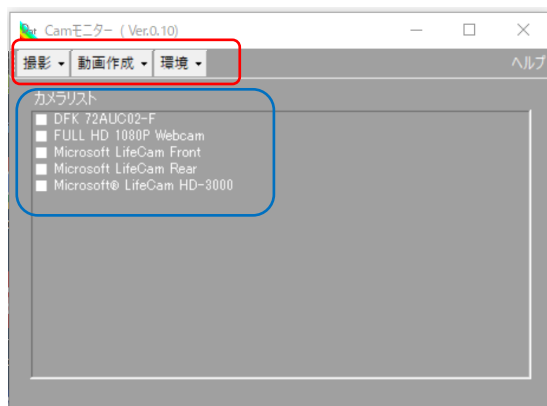 Camモニター ( Ver.0.10)
撮影 動画作成 環境 ヘルプ
カメラリスト
DFK 72AUC02-F
FULL HD 1080P Webcam
Microsoft LifeCam Front
Microsoft LifeCam Rear
Microsoft® LifeCam HD-3000